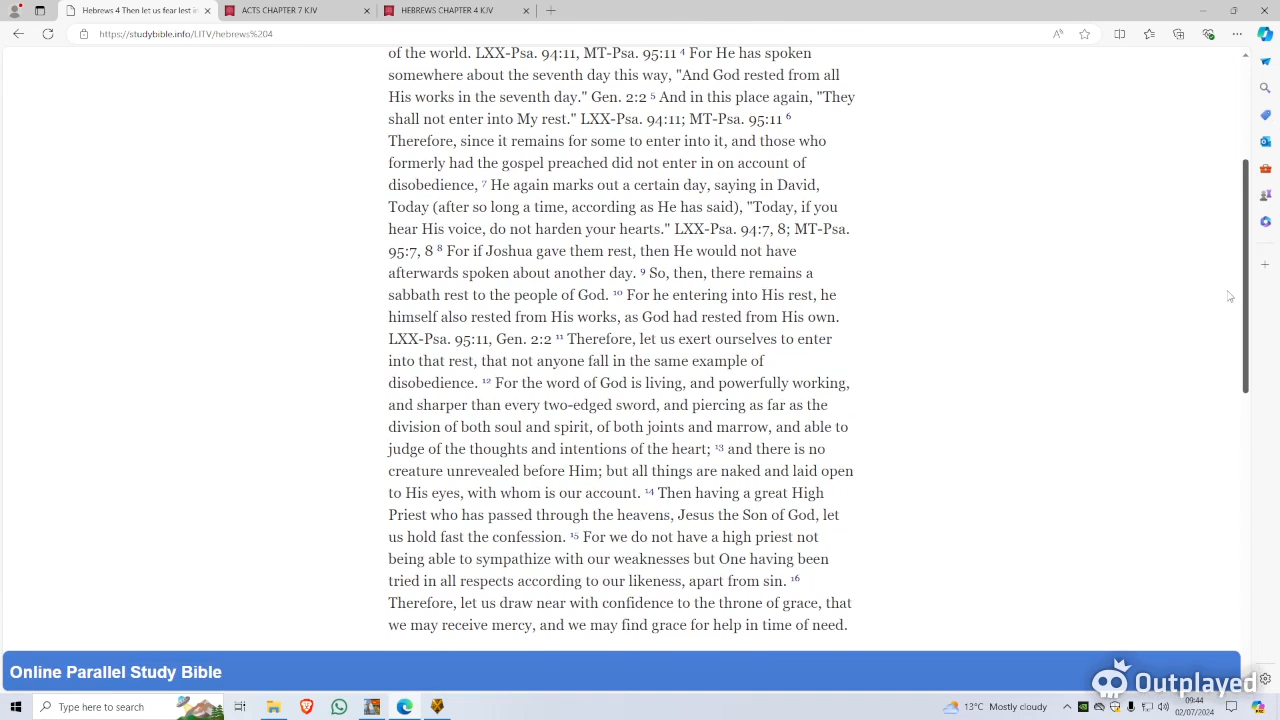 Hebrews 4 Then let us fear lest in
ACTS CHAPTER 7 KJV
HEBREWS CHAPTER 4 KJV
https://studybible.info/LITV/hebrews%204
of the world. LXX-Psa. 94:11, MT-Psa. 95:11 4 For He has spoken
somewhere about the seventh day this way, "And God rested from all
His works in the seventh day." Gen. 2:2 5 And in this place again, "They
shall not enter into My rest." LXX-Psa. 94:11; MT-Psa. 95:11 6
Therefore, since it remains for some to enter into it, and those who
formerly had the gospel preached did not enter in on account of
disobedience, 7 He again marks out a certain day, saying in David,
Today (after so long a time, according as He has said), "Today, if you
hear His voice, do not harden your hearts." LXX-Psa. 94:7, 8; MT-Psa.
95:7, 8 8 For if Joshua gave them rest, then He would not have
afterwards spoken about another day. 9 So, then, there remains a
sabbath rest to the people of God. 10 For he entering into His rest, he
himself also rested from His works, as God had rested from His own.
LXX-Psa. 95:11, Gen. 2:2 11 Therefore, let us exert ourselves to enter
into that rest, that not anyone fall in the same example of
disobedience. 12 For the word of God is living, and powerfully working,
and sharper than every two-edged sword, and piercing as far as the
division of both soul and spirit, of both joints and marrow, and able to
judge of the thoughts and intentions of the heart; 13 and there is no
creature unrevealed before Him; but all things are naked and laid open
to His eyes, with whom is our account. 14 Then having a great High
Priest who has passed through the heavens, Jesus the Son of God, let
us hold fast the confession. 15 For we do not have a high priest not
being able to sympathize with our weaknesses but One having been
tried in all respects according to our likeness, apart from sin. 16
Therefore, let us draw near with confidence to the throne of grace, that
we may receive mercy, and we may find grace for help in time of need.
Online Parallel Study Bible
Outplayed
Type here to search
13°C Mostly cloudy
09:44
02/07/2024